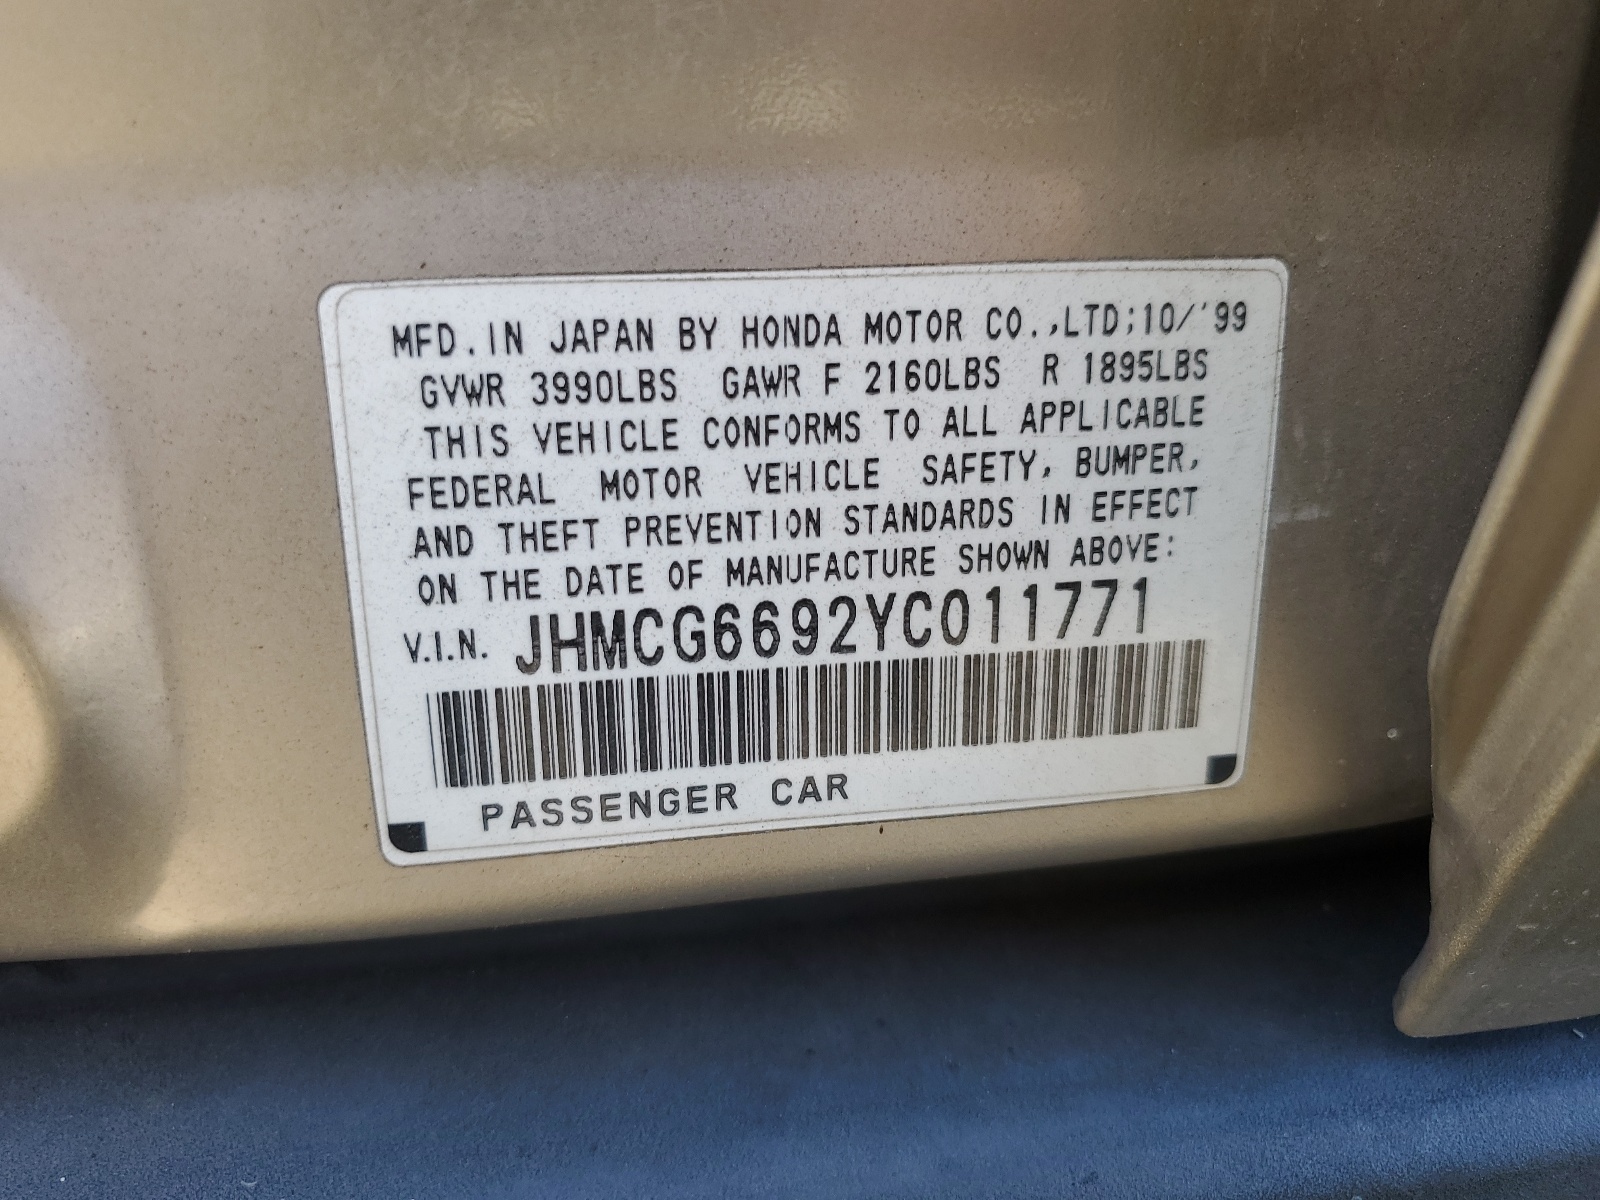 MFD. IN JAPAN BY HONDA MOTOR CO.,LTD;10/'99
GVWR 3990LBS GAWR F 2160LBS R 1895LBS
THIS VEHICLE CONFORMS TO ALL APPLICABLE
FEDERAL MOTOR VEHICLE SAFETY, BUMPER,
AND THEFT PREVENTION STANDARDS IN EFFECT
ON THE DATE OF MANUFACTURE SHOWN ABOVE:
V.I.N. JHMCG6692YC011771
PASSENGER CAR